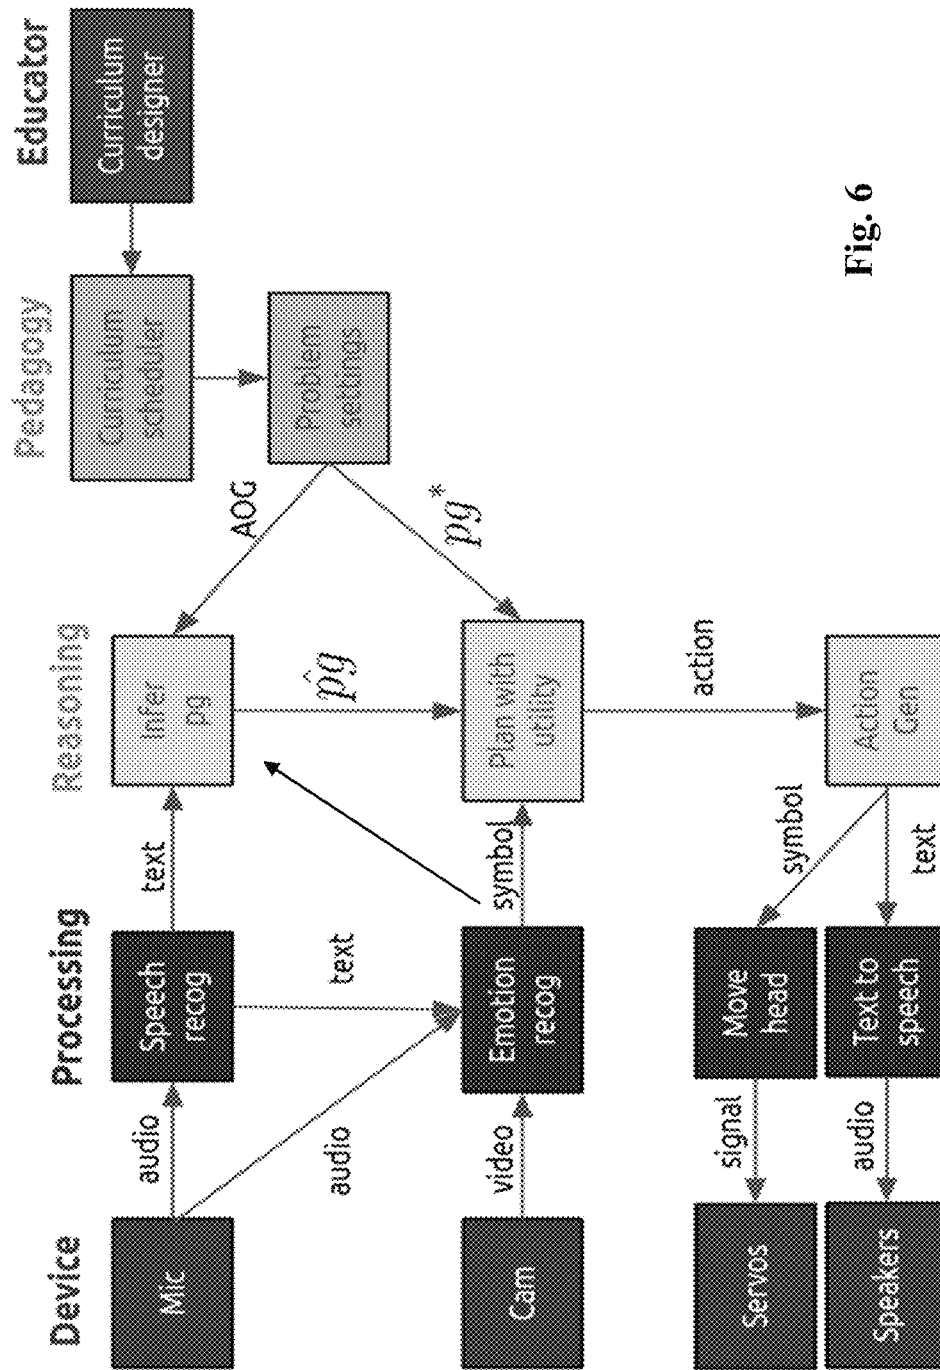 Device
Processing
Reasoning
Pedagogy
Educator
Mic
audio
Speech
recog
text
Infer
pg
AOG
Curriculum
scheduler
Curriculum
designer
audio
text
p̂g
pg*
Problem
settings
Cam
video
Emotion
recog
symbol
Plan with
utility
action
Servos
signal
Move
head
symbol
Action
Gen
Speakers
audio
Text to
speech
text
Fig. 6